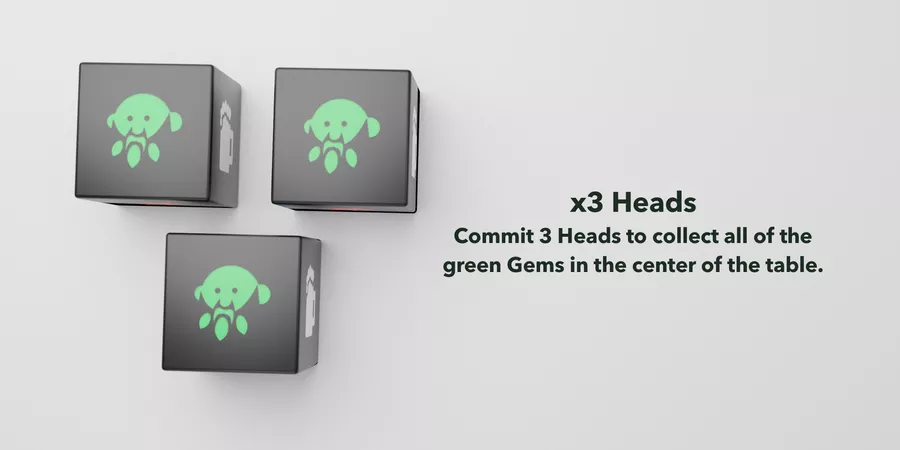 x3 Heads
Commit 3 Heads to collect all of the
green Gems in the center of the table.